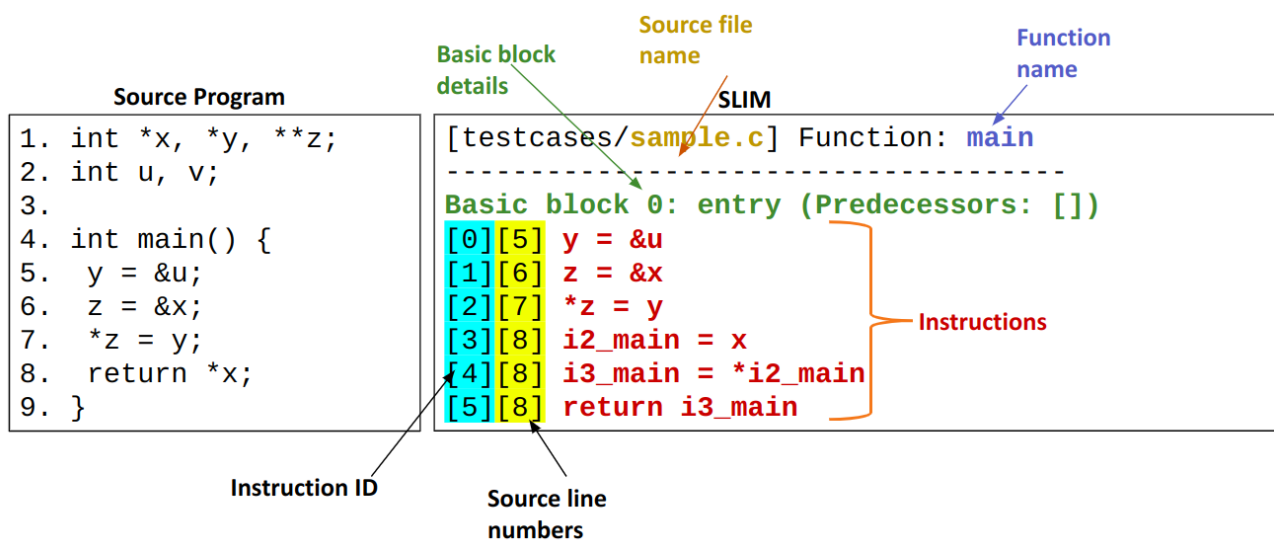 Source file
name
Function
name
Basic block
details
Source Program
SLIM
1. int *x, *y, **z;
2. int u, v;
3.
4. int main() {
5.  y = &u;
6.  z = &x;
7.  *z = y;
8.  return *x;
9. }
[testcases/sample.c] Function: main
-------------------------------------
Basic block 0: entry (Predecessors: [])
[0][5] y = &u
[1][6] z = &x
[2][7] *z = y
[3][8] i2_main = x
[4][8] i3_main = *i2_main
[5][8] return i3_main
Instructions
Instruction ID
Source line
numbers